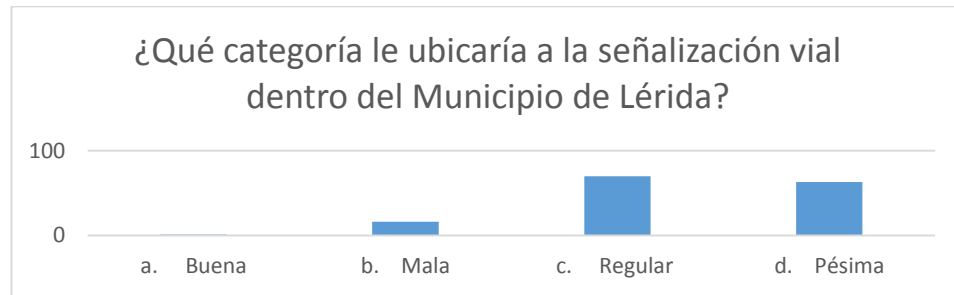 ¿Qué categoría le ubicaría a la señalización vial
dentro del Municipio de Lérida?
100
0
a. Buena
b. Mala
c. Regular
d. Pésima